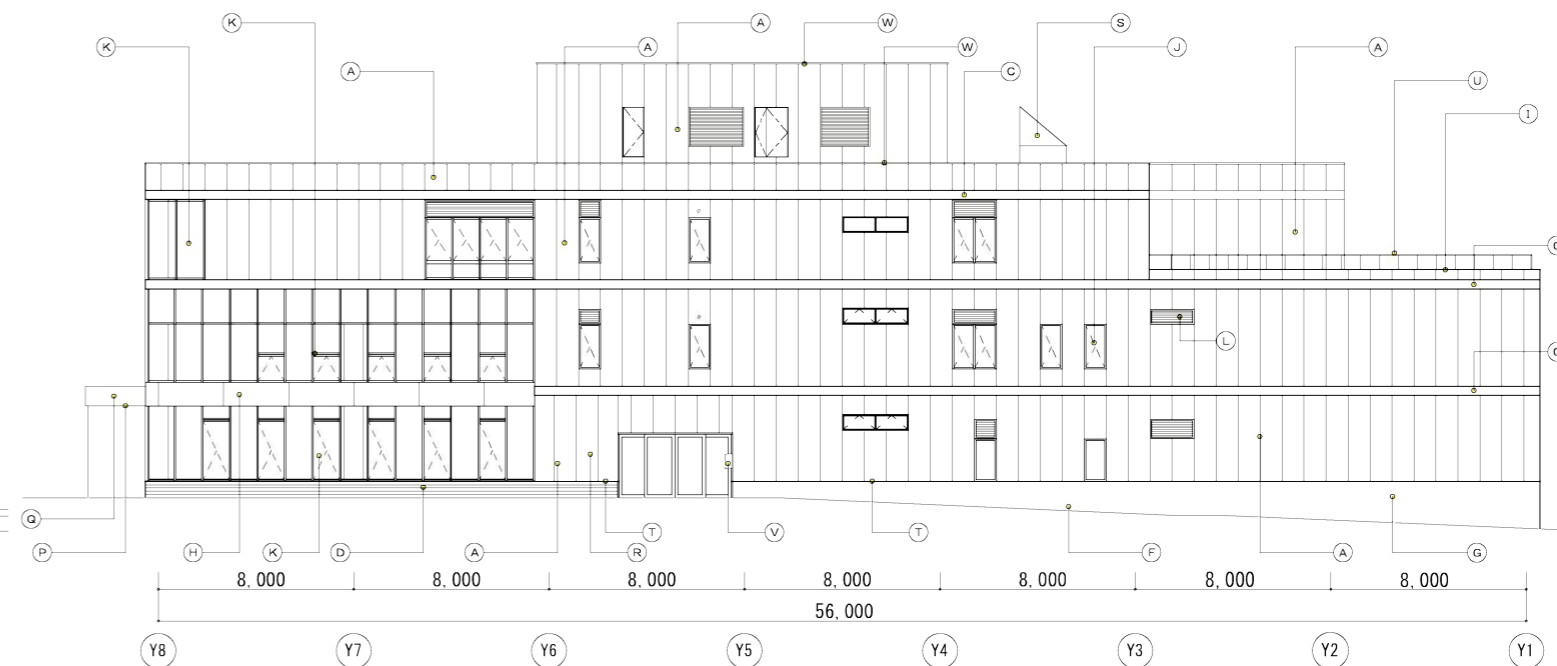 K A W S
K A W J A
A C U
I
L
Q T V T F G
P H K D A R A
8,000 8,000 8,000 8,000 8,000 8,000 8,000
56,000
Y8 Y7 Y6 Y5 Y4 Y3 Y2 Y1